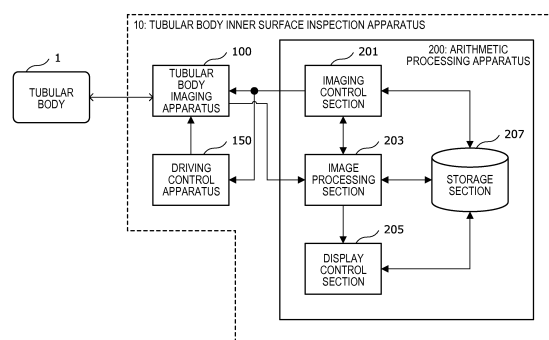 10: TUBULAR BODY INNER SURFACE INSPECTION APPARATUS
200: ARITHMETIC
PROCESSING APPARATUS
1
TUBULAR
BODY
100
TUBULAR
BODY
IMAGING
APPARATUS
201
IMAGING
CONTROL
SECTION
150
DRIVING
CONTROL
APPARATUS
203
IMAGE
PROCESSING
SECTION
207
STORAGE
SECTION
205
DISPLAY
CONTROL
SECTION